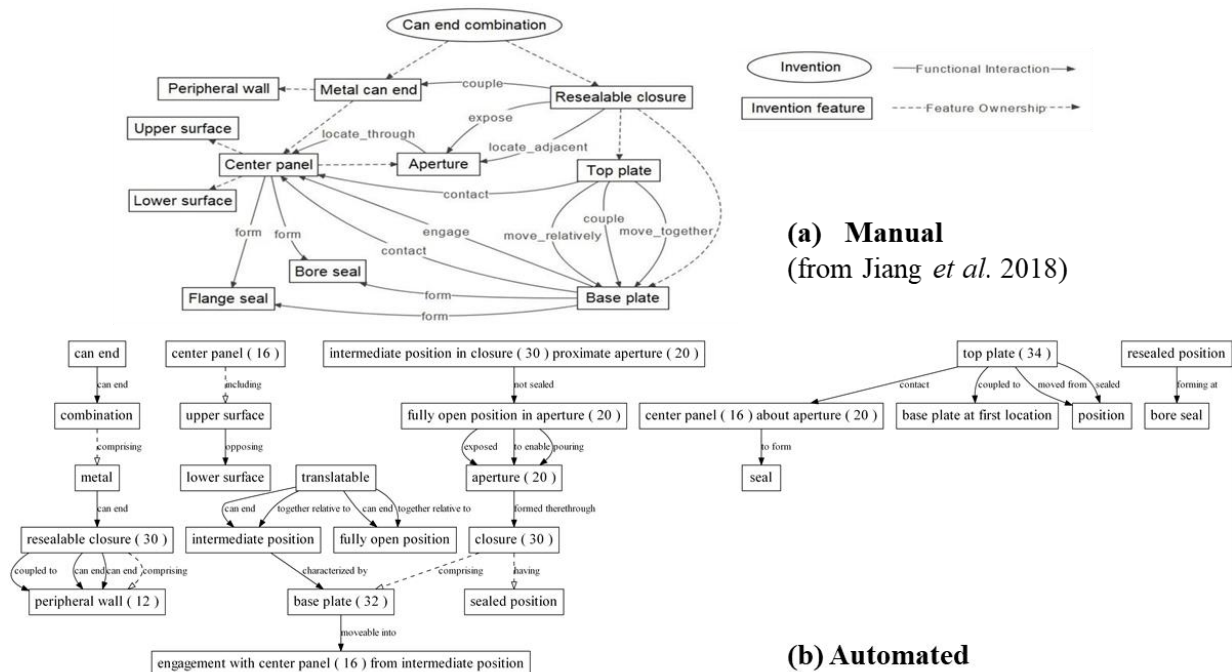 Can end combination
Invention
Functional Interaction
Peripheral wall
Metal can end
couple
Resealable closure
Invention feature
Feature Ownership
expose
Upper surface
locate_through
locate_adjacent
Center panel
Aperture
Top plate
contact
Lower surface
form
form
engage
couple
move_relatively
move_together
contact
(a) Manual
(from Jiang et al. 2018)
Bore seal
form
Flange seal
Base plate
form
can end
center panel ( 16 )
intermediate position in closure ( 30 ) proximate aperture ( 20 )
top plate ( 34 )
resealed position
can end
including
not sealed
contact
coupled to
moved from
sealed
forming at
combination
upper surface
fully open position in aperture ( 20 )
center panel ( 16 ) about aperture ( 20 )
base plate at first location
position
bore seal
comprising
opposing
exposed
to enable
pouring
to form
metal
lower surface
translatable
aperture ( 20 )
seal
can end
can end
together relative to
can end
together relative to
formed therethrough
resealable closure ( 30 )
intermediate position
fully open position
closure ( 30 )
coupled to
can end
can end
comprising
characterized by
comprising
having
peripheral wall ( 12 )
base plate ( 32 )
sealed position
moveable into
engagement with center panel ( 16 ) from intermediate position
(b) Automated